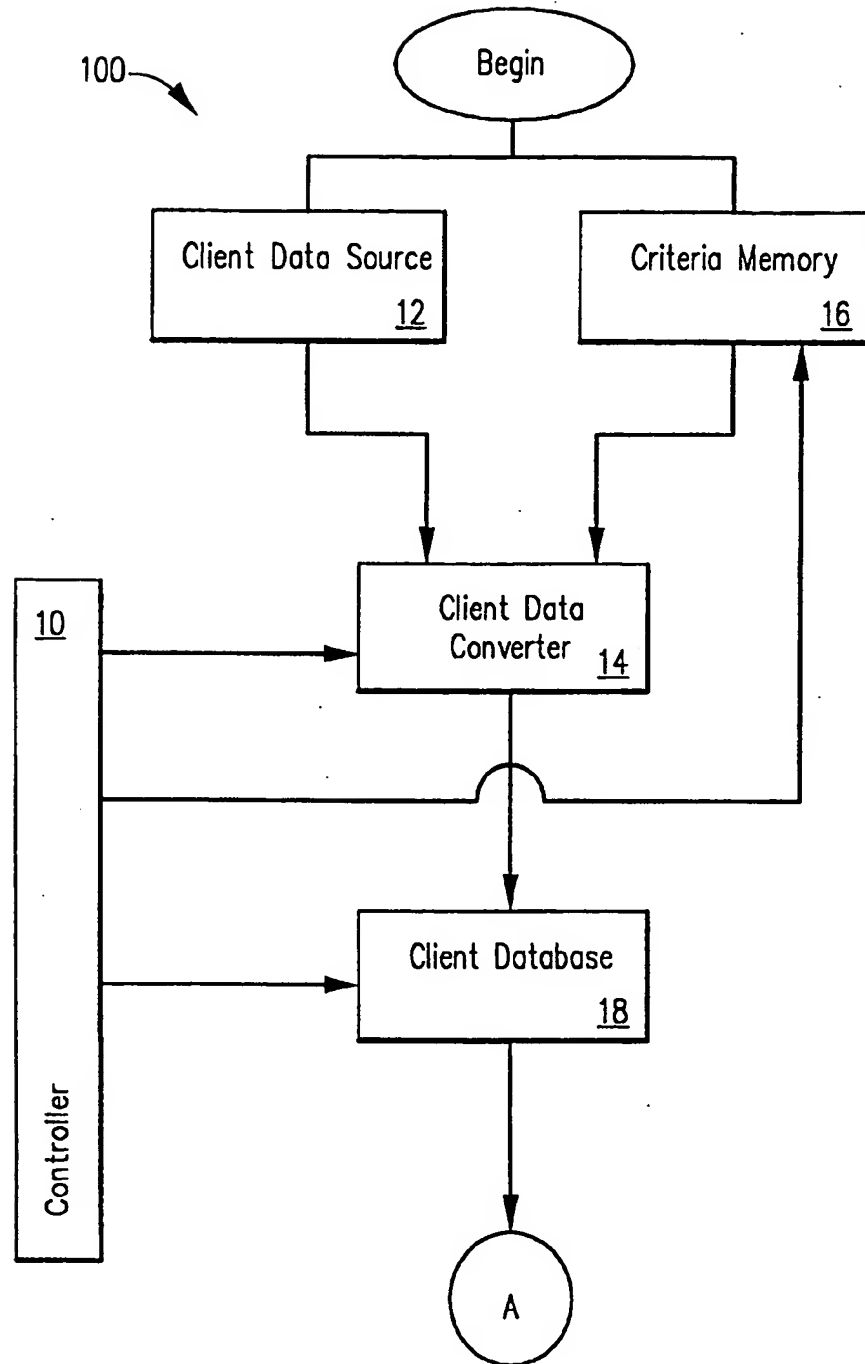 Begin
100
Client Data Source
12
Criteria Memory
16
10
Client Data
Converter
14
Client Database
18
Controller
A